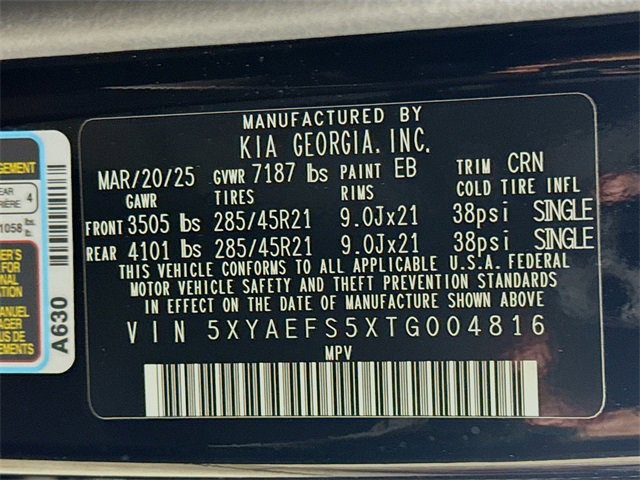 MANUFACTURED BY
KIA GEORGIA. INC.
MAR/20/25 GVWR 7187 lbs PAINT EB TRIM CRN
GAWR TIRES RIMS COLD TIRE INFL
FRONT 3505 lbs 285/45R21 9.0Jx21 38psi SINGLE
REAR 4101 lbs 285/45R21 9.0Jx21 38psi SINGLE
THIS VEHICLE CONFORMS TO ALL APPLICABLE U.S.A. FEDERAL
MOTOR VEHICLE SAFETY AND THEFT PREVENTION STANDARDS
IN EFFECT ON THE DATE OF MANUFACTURE SHOWN ABOVE
VIN 5XYAEFS5XTG004816
MPV
4
1058 lbs.
A630